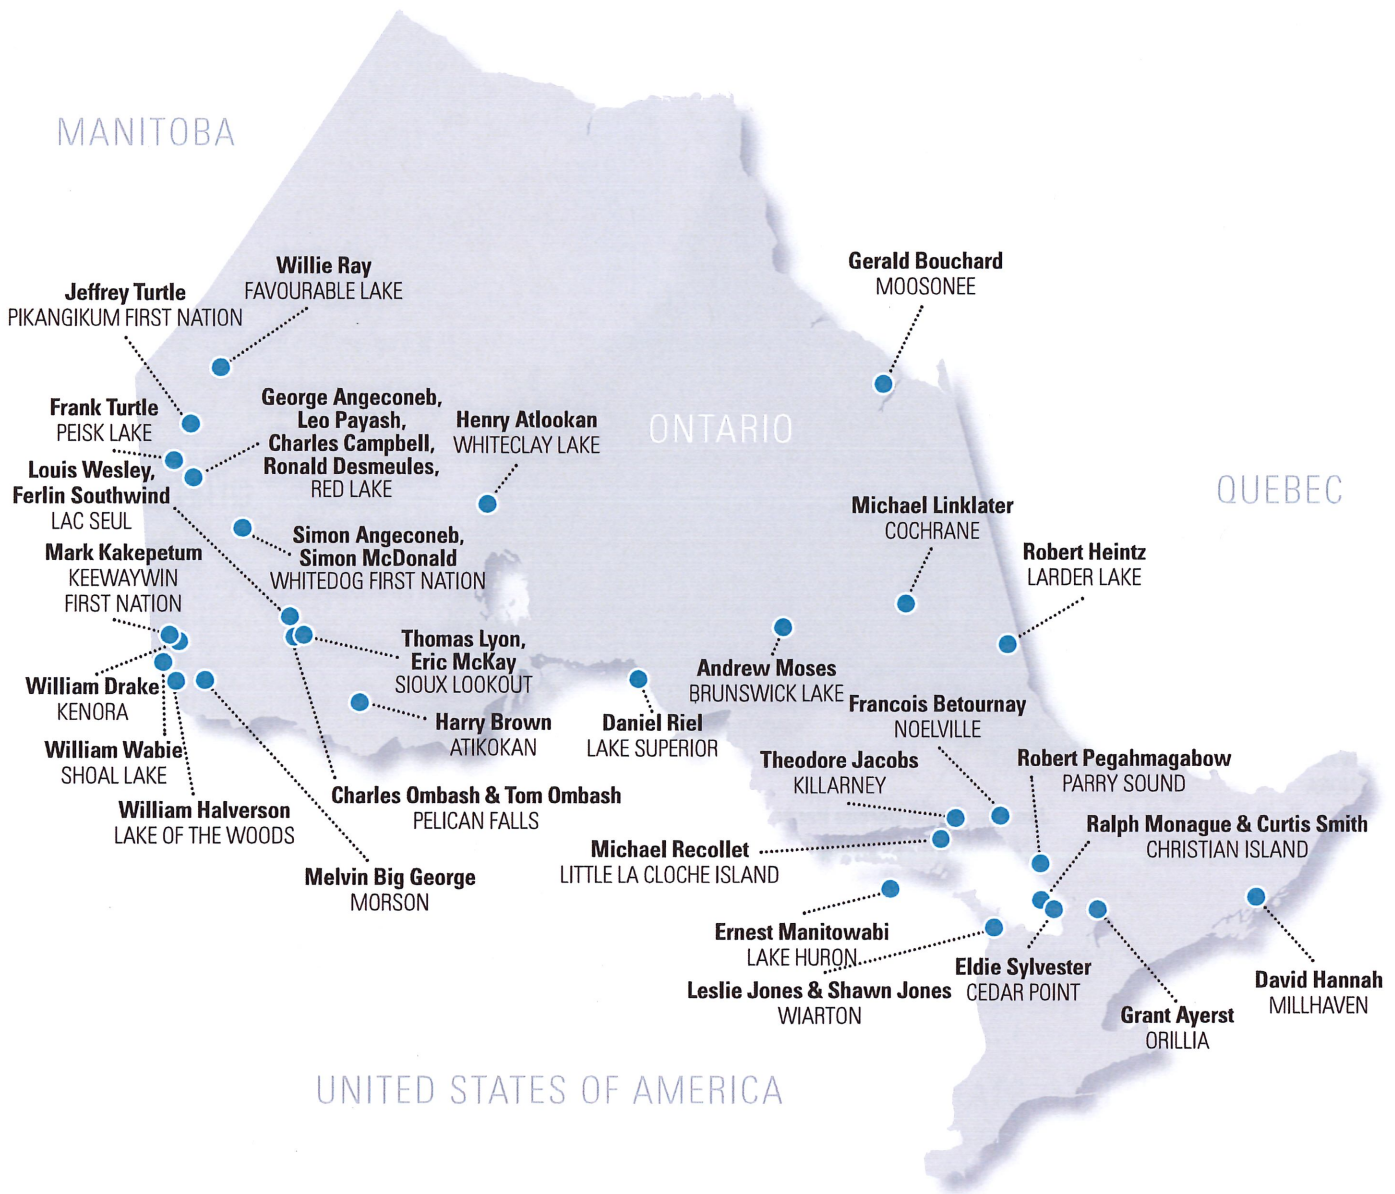 MANITOBA
Willie Ray
FAVOURABLE LAKE
Jeffrey Turtle
PIKANGIKUM FIRST NATION
Gerald Bouchard
MOOSONEE
Frank Turtle
PEISK LAKE
George Angeconeb,
Leo Payash,
Charles Campbell,
Ronald Desmeules,
RED LAKE
Henry Atlookan
WHITECLAY LAKE
ONTARIO
QUEBEC
Louis Wesley,
Ferlin Southwind
LAC SEUL
Simon Angeconeb,
Simon McDonald
WHITEDOG FIRST NATION
Michael Linklater
COCHRANE
Robert Heintz
LARDER LAKE
Mark Kakepetum
KEEWAYWIN
FIRST NATION
Thomas Lyon,
Eric McKay
SIOUX LOOKOUT
Andrew Moses
BRUNSWICK LAKE
William Drake
KENORA
Harry Brown
ATIKOKAN
Daniel Riel
LAKE SUPERIOR
Francois Betournay
NOELVILLE
William Wabie
SHOAL LAKE
Theodore Jacobs
KILLARNEY
Robert Pegahmagabow
PARRY SOUND
William Halverson
LAKE OF THE WOODS
Charles Ombash & Tom Ombash
PELICAN FALLS
Ralph Monague & Curtis Smith
CHRISTIAN ISLAND
Michael Recollet
LITTLE LA CLOCHE ISLAND
Melvin Big George
MORSON
Ernest Manitowabi
LAKE HURON
Leslie Jones & Shawn Jones
WIARTON
Eldie Sylvester
CEDAR POINT
Grant Ayerst
ORILLIA
David Hannah
MILLHAVEN
UNITED STATES OF AMERICA